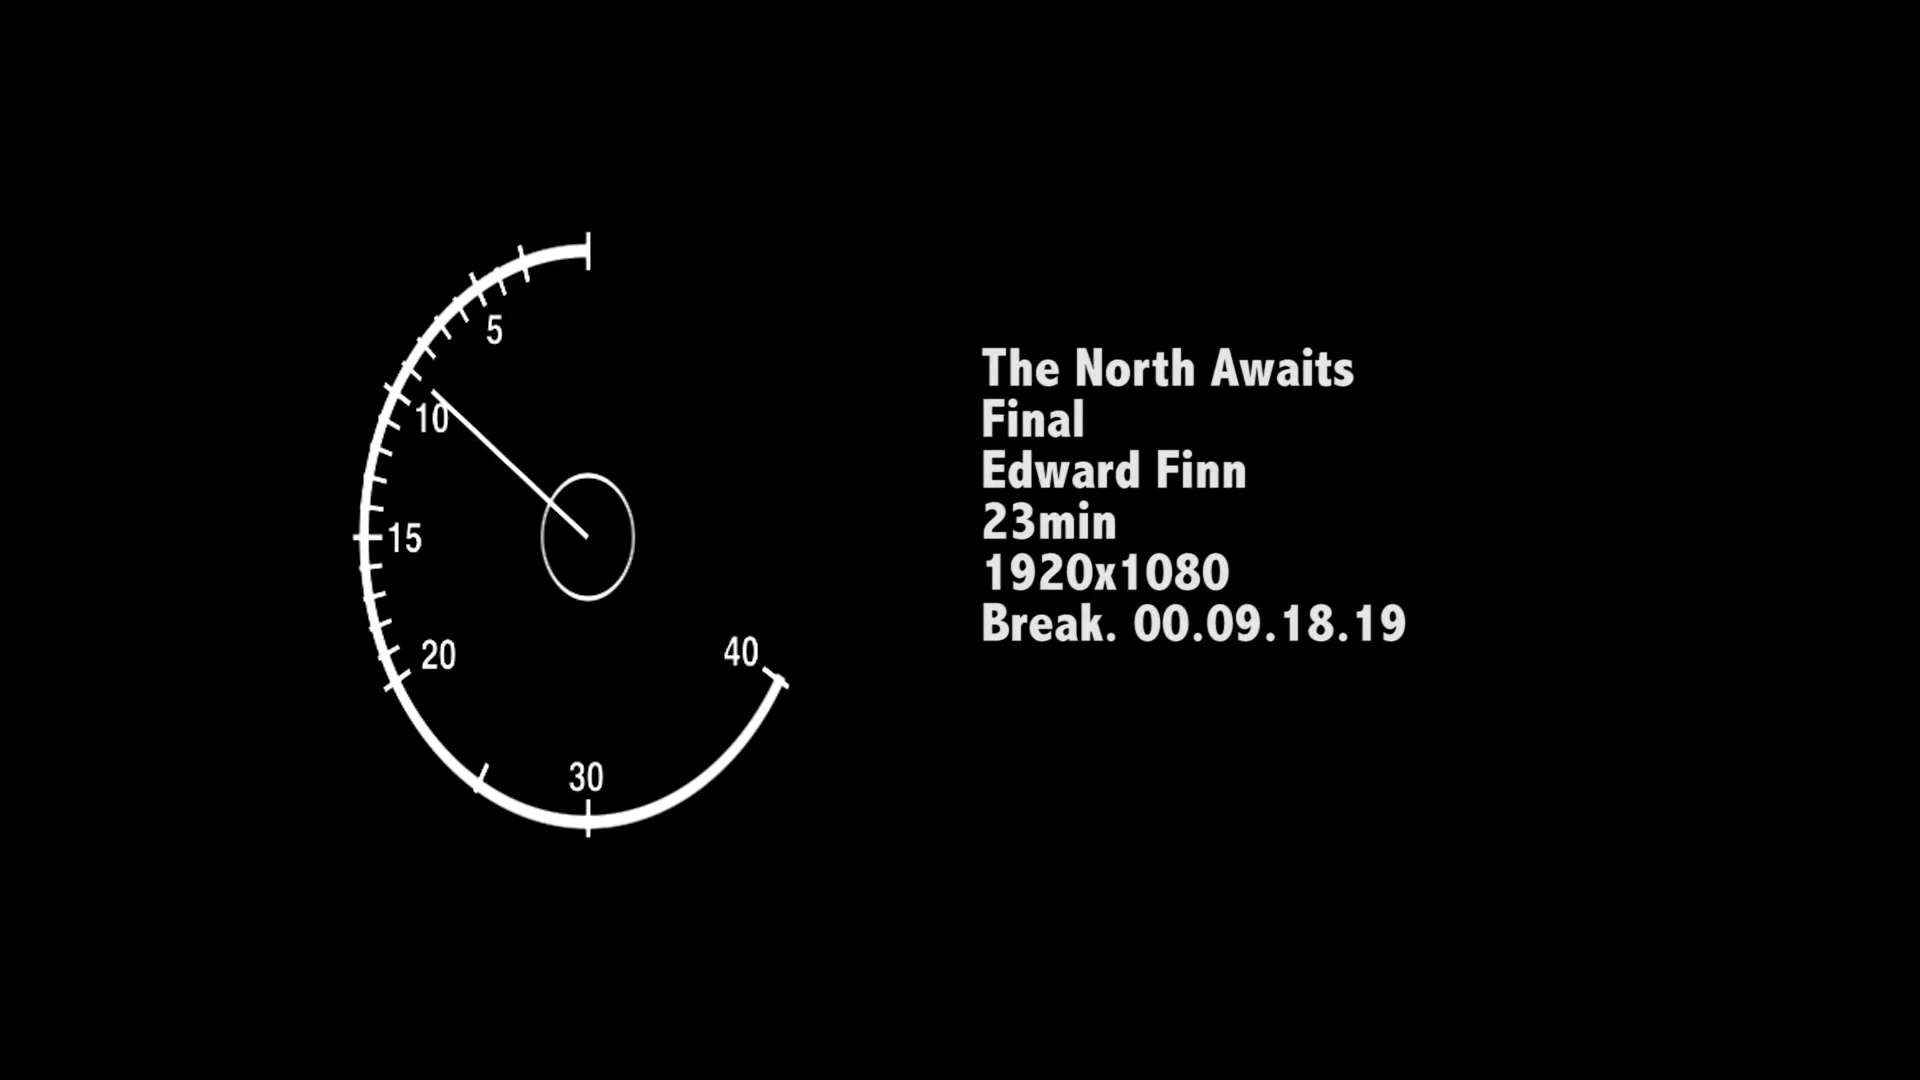 5
10
15
20
30
40
The North Awaits
Final
Edward Finn
23min
1920x1080
Break. 00.09.18.19